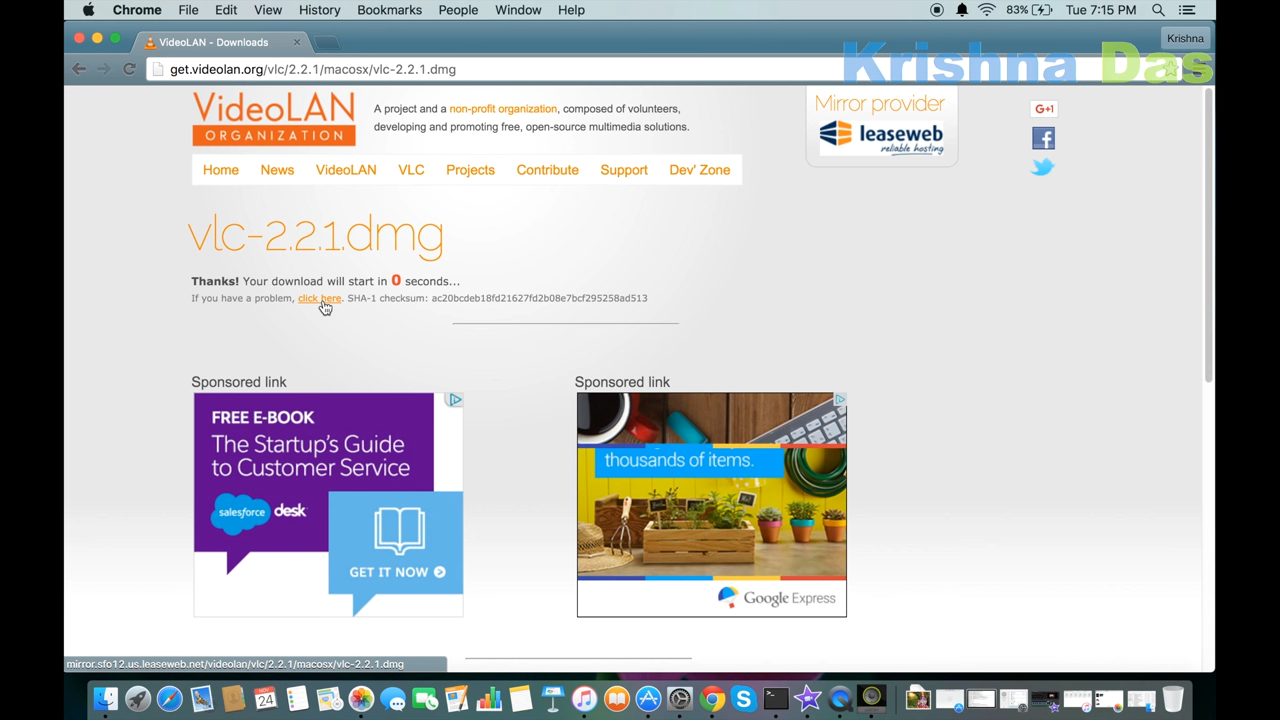 Chrome File Edit View History Bookmarks People Window Help 83% Tue 7:15 PM
VideoLAN - Downloads
Krishna
get.videolan.org/vlc/2.2.1/macosx/vlc-2.2.1.dmg
Krishna Das
VideoLAN
ORGANIZATION
A project and a non-profit organization, composed of volunteers,
developing and promoting free, open-source multimedia solutions.
Mirror provider
leaseweb
reliable hosting
G+1
Home News VideoLAN VLC Projects Contribute Support Dev' Zone
vlc-2.2.1.dmg
Thanks! Your download will start in 0 seconds...
If you have a problem, click here. SHA-1 checksum: ac20bcdeb18fd21627fd2b08e7bcf295258ad513
Sponsored link
FREE E-BOOK
The Startup's Guide
to Customer Service
salesforce desk
GET IT NOW
Sponsored link
thousands of items.
Google Express
mirror.sfo12.us.leaseweb.net/videolan/vlc/2.2.1/macosx/vlc-2.2.1.dmg
24